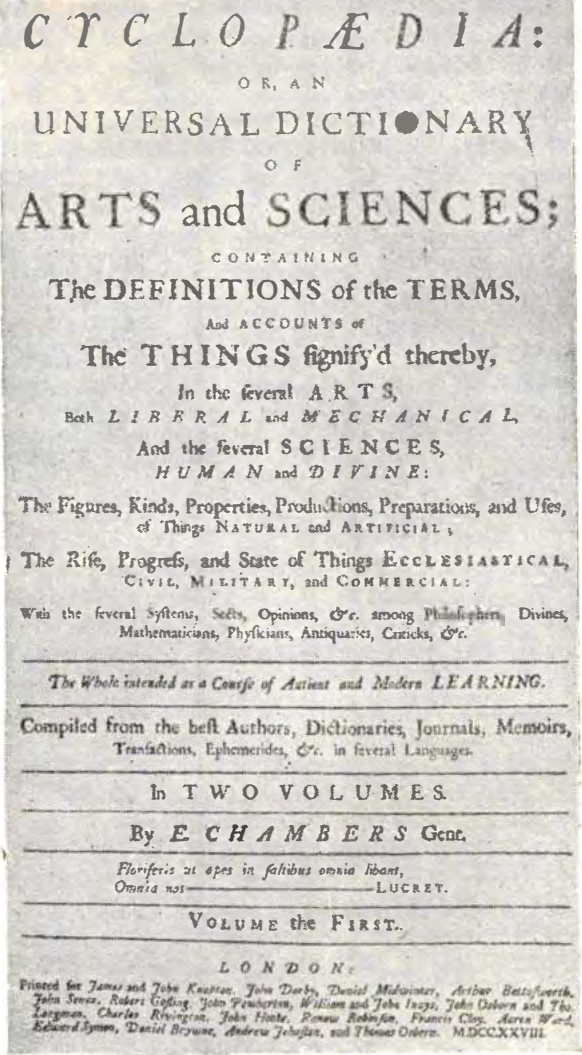 CYCLOPÆDIA:
OR, AN
UNIVERSAL DICTIONARY
OF
ARTS and SCIENCES;
CONTAINING
The DEFINITIONS of the TERMS,
And ACCOUNTS of
The THINGS ſignify'd thereby,
In the ſeveral ARTS,
Both LIBERAL and MECHANICAL,
And the ſeveral SCIENCES,
HUMAN and DIVINE:
The Figures, Kinds, Properties, Productions, Preparations, and Uſes,
of Things NATURAL and ARTIFICIAL;
The Riſe, Progreſs, and State of Things ECCLESIASTICAL,
CIVIL, MILITARY, and COMMERCIAL:
With the ſeveral Syſtems, Sects, Opinions, &c. among Philoſophers, Divines,
Mathematicians, Phyſicians, Antiquaries, Criticks, &c.
The Whole intended as a Courſe of Antient and Modern LEARNING.
Compiled from the beſt Authors, Dictionaries, Journals, Memoirs,
Tranſactions, Ephemerides, &c. in ſeveral Languages.
In TWO VOLUMES.
By E. CHAMBERS Gent.
Floriferis ut apes in ſaltibus omnia libant,
Omnia nos——————LUCRET.
VOLUME the FIRST.
LONDON:
Printed for James and John Knapton, John Darby, Daniel Midwinter, Arthur Betteſworth,
John Senex, Robert Goſling, John Pemberton, William and John Innys, John Osborn and Tho.
Longman, Charles Rivington, John Hooke, Ranew Robinſon, Francis Clay, Aaron Ward,
Edward Symon, Daniel Browne, Andrew Johnſton, and Thomas Osborn. M.DCC.XXVIII.